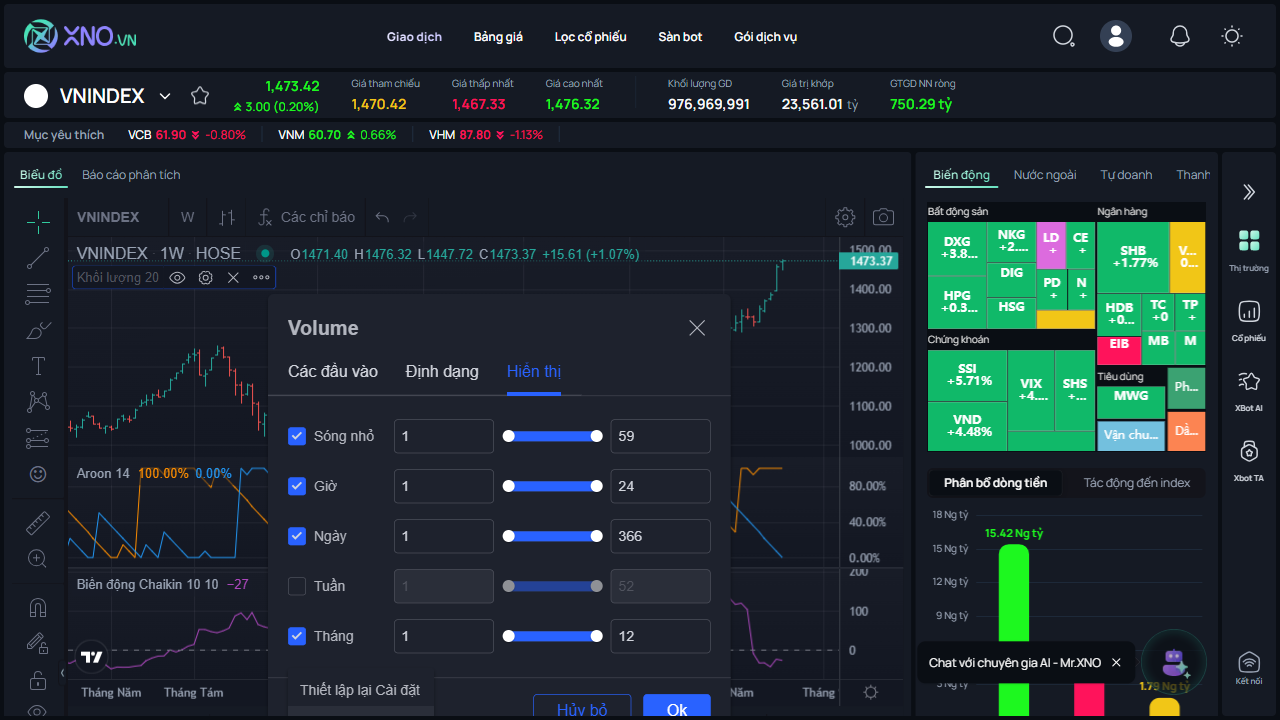 XNO.VN
Giao dịch
Bảng giá
Lọc cổ phiếu
Sàn bot
Gói dịch vụ
VNINDEX
1,473.42
3.00 (0.20%)
Giá tham chiếu
1,470.42
Giá thấp nhất
1,467.33
Giá cao nhất
1,476.32
Khối lượng GD
976,969,991
Giá trị khớp
23,561.01 tỷ
GTGD NN ròng
750.29 tỷ
Mục yêu thích
VCB 61.90 -0.80%
VNM 60.70 0.66%
VHM 87.80 -1.13%
Biểu đồ
Báo cáo phân tích
VNINDEX
W
Các chỉ báo
VNINDEX · 1W · HOSE
O1471.40 H1476.32 L1447.72 C1473.37 +15.61 (+1.07%)
Khối lượng 20
1500.00
1473.37
1400.00
1300.00
1200.00
1100.00
1000.00
Aroon 14 100.00% 0.00%
80.00%
40.00%
0.00%
Biên động Chaikin 10 10 −27
200
100
0
Tháng Năm
Tháng Tám
Năm
Tháng
Volume
Các đầu vào
Định dạng
Hiển thị
Sóng nhỏ 1 59
Giờ 1 24
Ngày 1 366
Tuần 1 52
Tháng 1 12
Thiết lập lại Cài đặt
Hủy bỏ
Ok
Biến động
Nước ngoài
Tự doanh
Thanh
Bất động sản
DXG
+3.8...
NKG
+2....
LD
+
CE
+
HPG
+0.3...
DIG
HSG
PD
+
N
+
Ngân hàng
SHB
+1.77%
V...
0...
HDB
+0...
TC
+0
TP
+
EIB
MB
M
Chứng khoán
SSI
+5.71%
VND
+4.48%
VIX
+4....
SHS
+...
Tiêu dùng
MWG
Ph...
Vận chu...
Dầ...
Phân bổ dòng tiền
Tác động đến index
18 Ng tỷ
15 Ng tỷ
12 Ng tỷ
9 Ng tỷ
15.42 Ng tỷ
1.79 Ng tỷ
Chat với chuyên gia AI - Mr.XNO
Thị trường
Cổ phiếu
XBot AI
Xbot TA
Kết nối